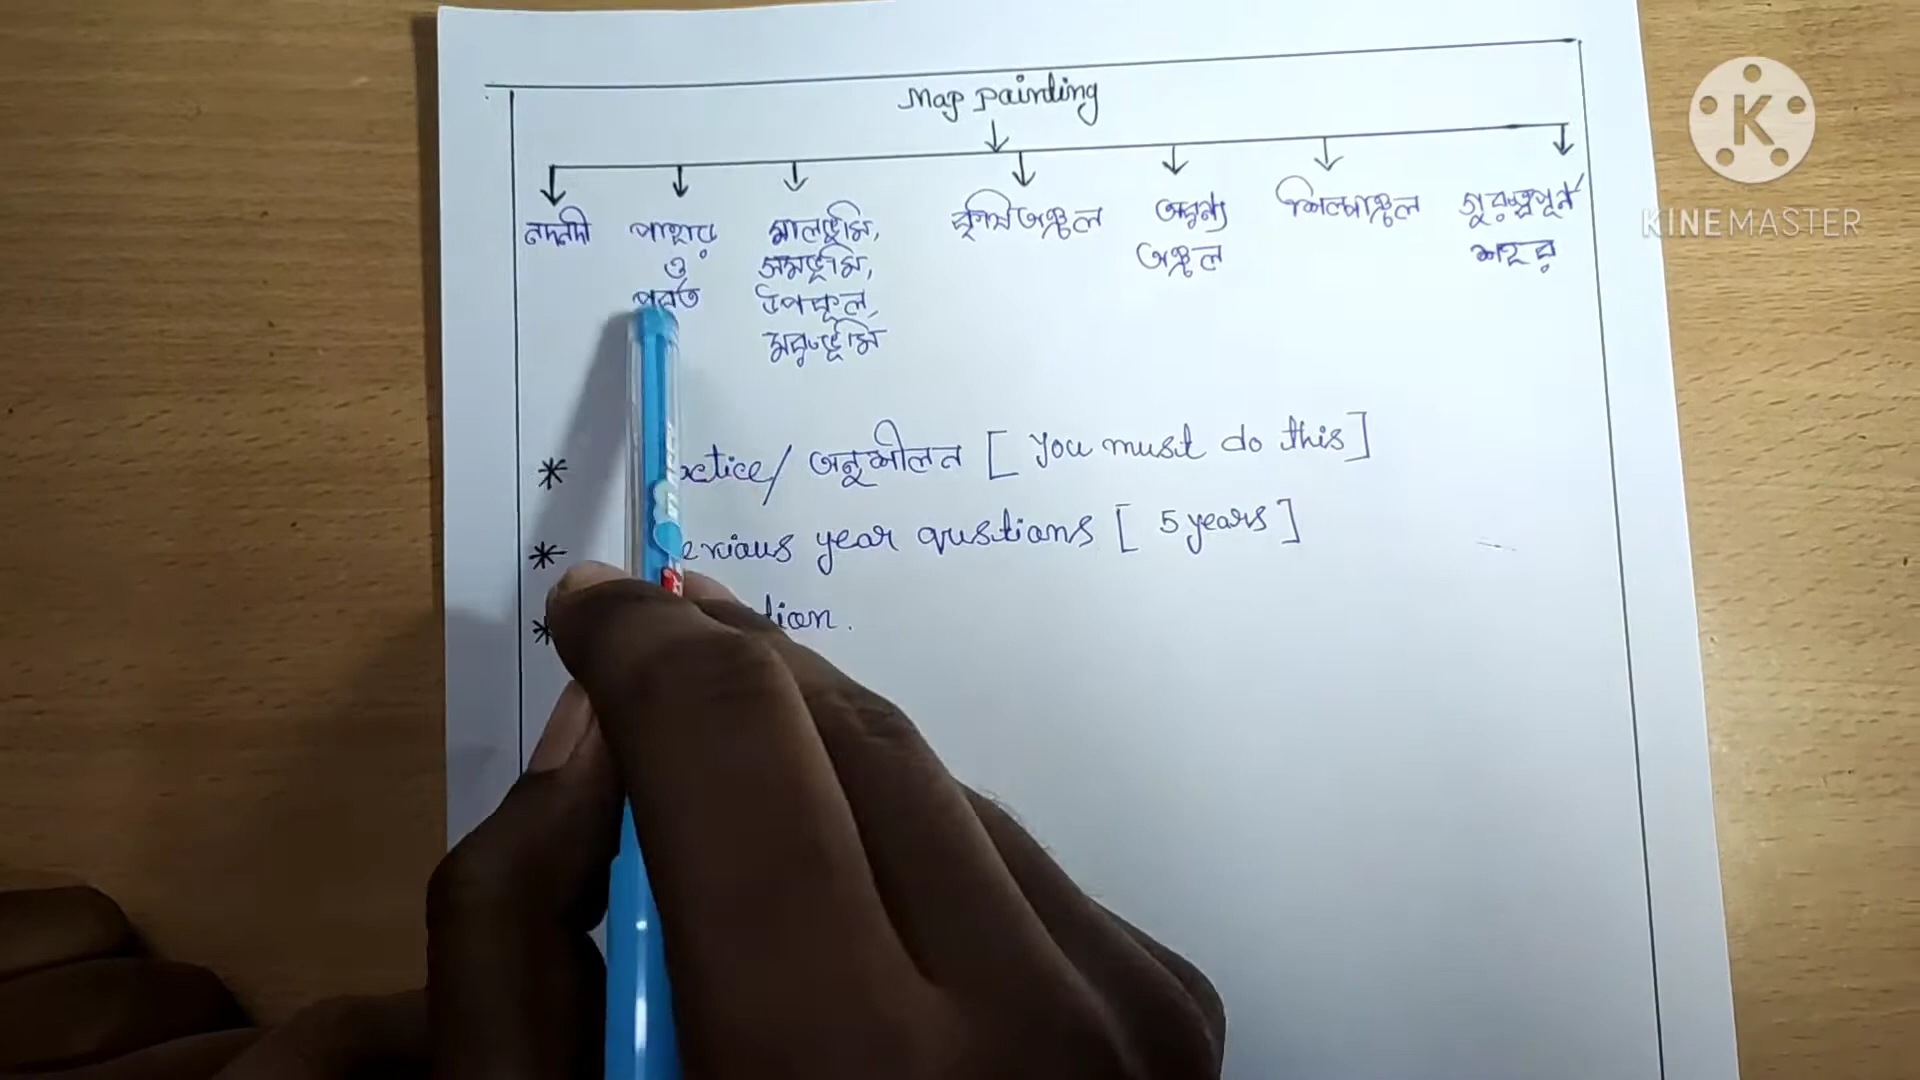 Map Painding
নদনদী
পাহাড়
ও
পর্বত
মালভূমি,
সমভূমি,
উপকূল,
মরুভূমি
কৃষিঅঞ্চল
অরণ্য
অঞ্চল
শিল্পাঞ্চল
গুরুত্বপূর্ণ
শহর
* ctice/ অনুশীলন [ You must do this ]
* evious year qustions [ 5 years ]
* tion.
K
KINEMASTER